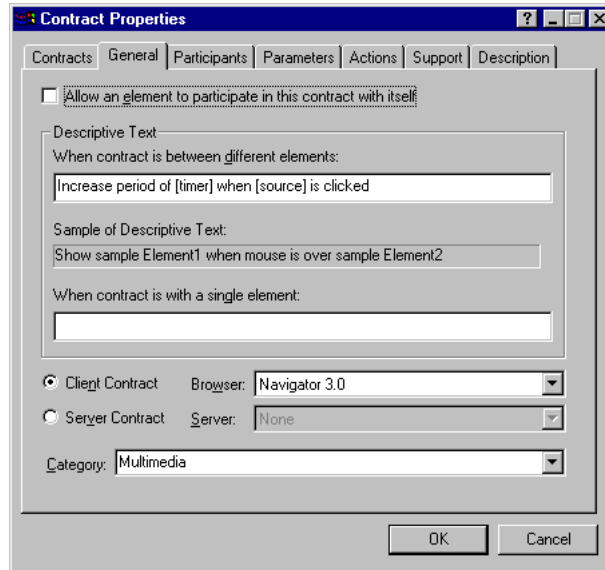 Contract Properties
Contracts General Participants Parameters Actions Support Description
Allow an element to participate in this contract with itself
Descriptive Text
When contract is between different elements:
Increase period of [timer] when [source] is clicked
Sample of Descriptive Text:
Show sample Element1 when mouse is over sample Element2
When contract is with a single element:
Client Contract Browser: Navigator 3.0
Server Contract Server: None
Category: Multimedia
OK Cancel